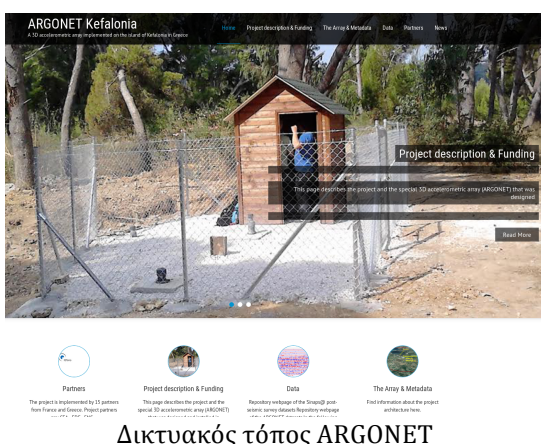 ARGONET Kefalonia
A 3D accelerometric array implemented on the island of Kefalonia in Greece
Home Project description & Funding The Array & Metadata Data Partners News
Project description & Funding
This page describes the project and the special 3D accelerometric array (ARGONET) that was
designed
Read More
Partners
The project is implemented by 15 partners
from France and Greece. Project partners
Project description & Funding
This page describes the project and the
special 3D accelerometric array (ARGONET)
Data
Repository webpage of the Sinaps@ post-
seismic survey datasets Repository webpage
The Array & Metadata
Find information about the project
architecture here.
Δικτυακός τόπος ARGONET